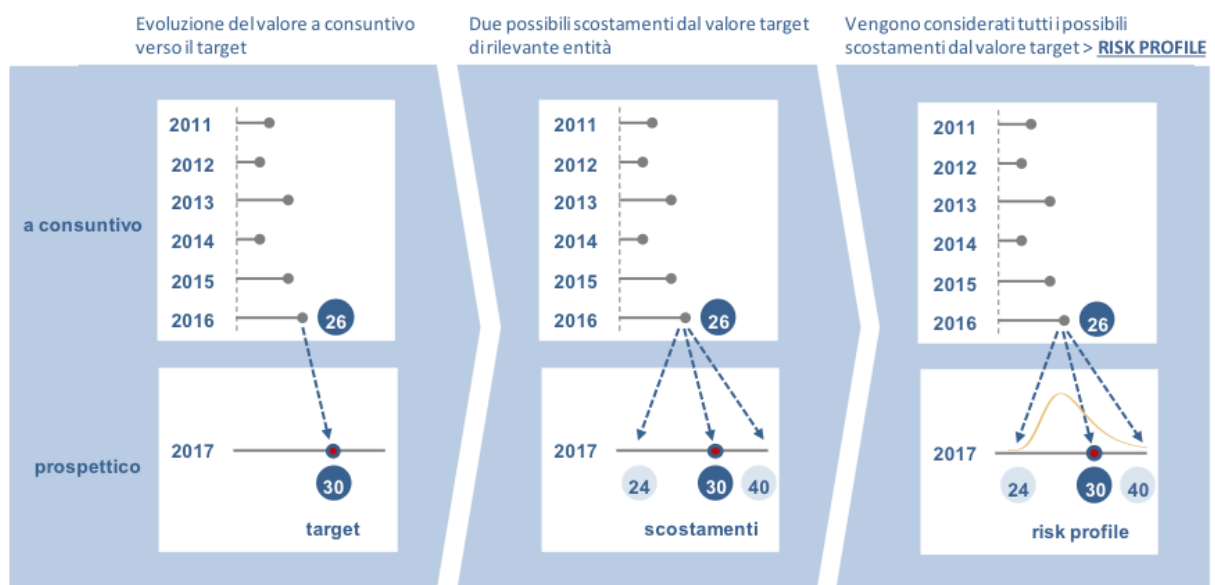 Evoluzione del valore a consuntivo
verso il target
Due possibili scostamenti dal valore target
di rilevante entità
Vengono considerati tutti i possibili
scostamenti dal valore target > RISK PROFILE
a consuntivo
2011
2012
2013
2014
2015
2016
26
2011
2012
2013
2014
2015
2016
26
2011
2012
2013
2014
2015
2016
26
prospettico
2017
30
target
2017
24
30
40
scostamenti
2017
24
30
40
risk profile